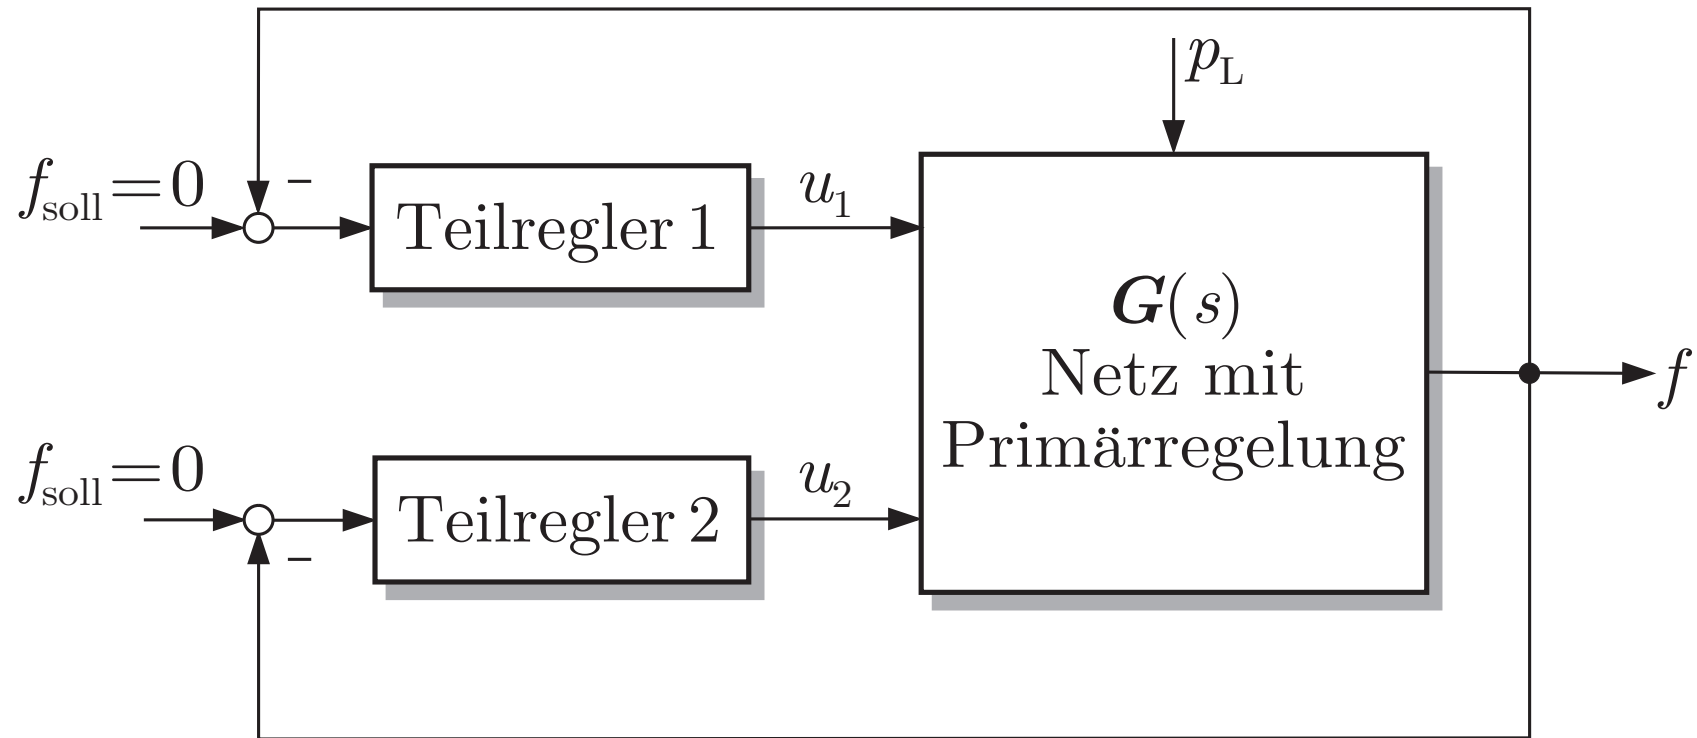 p_L
f_soll=0
–
Teilregler 1
u_1
G(s)
Netz mit
Primärregelung
f
f_soll=0
–
Teilregler 2
u_2